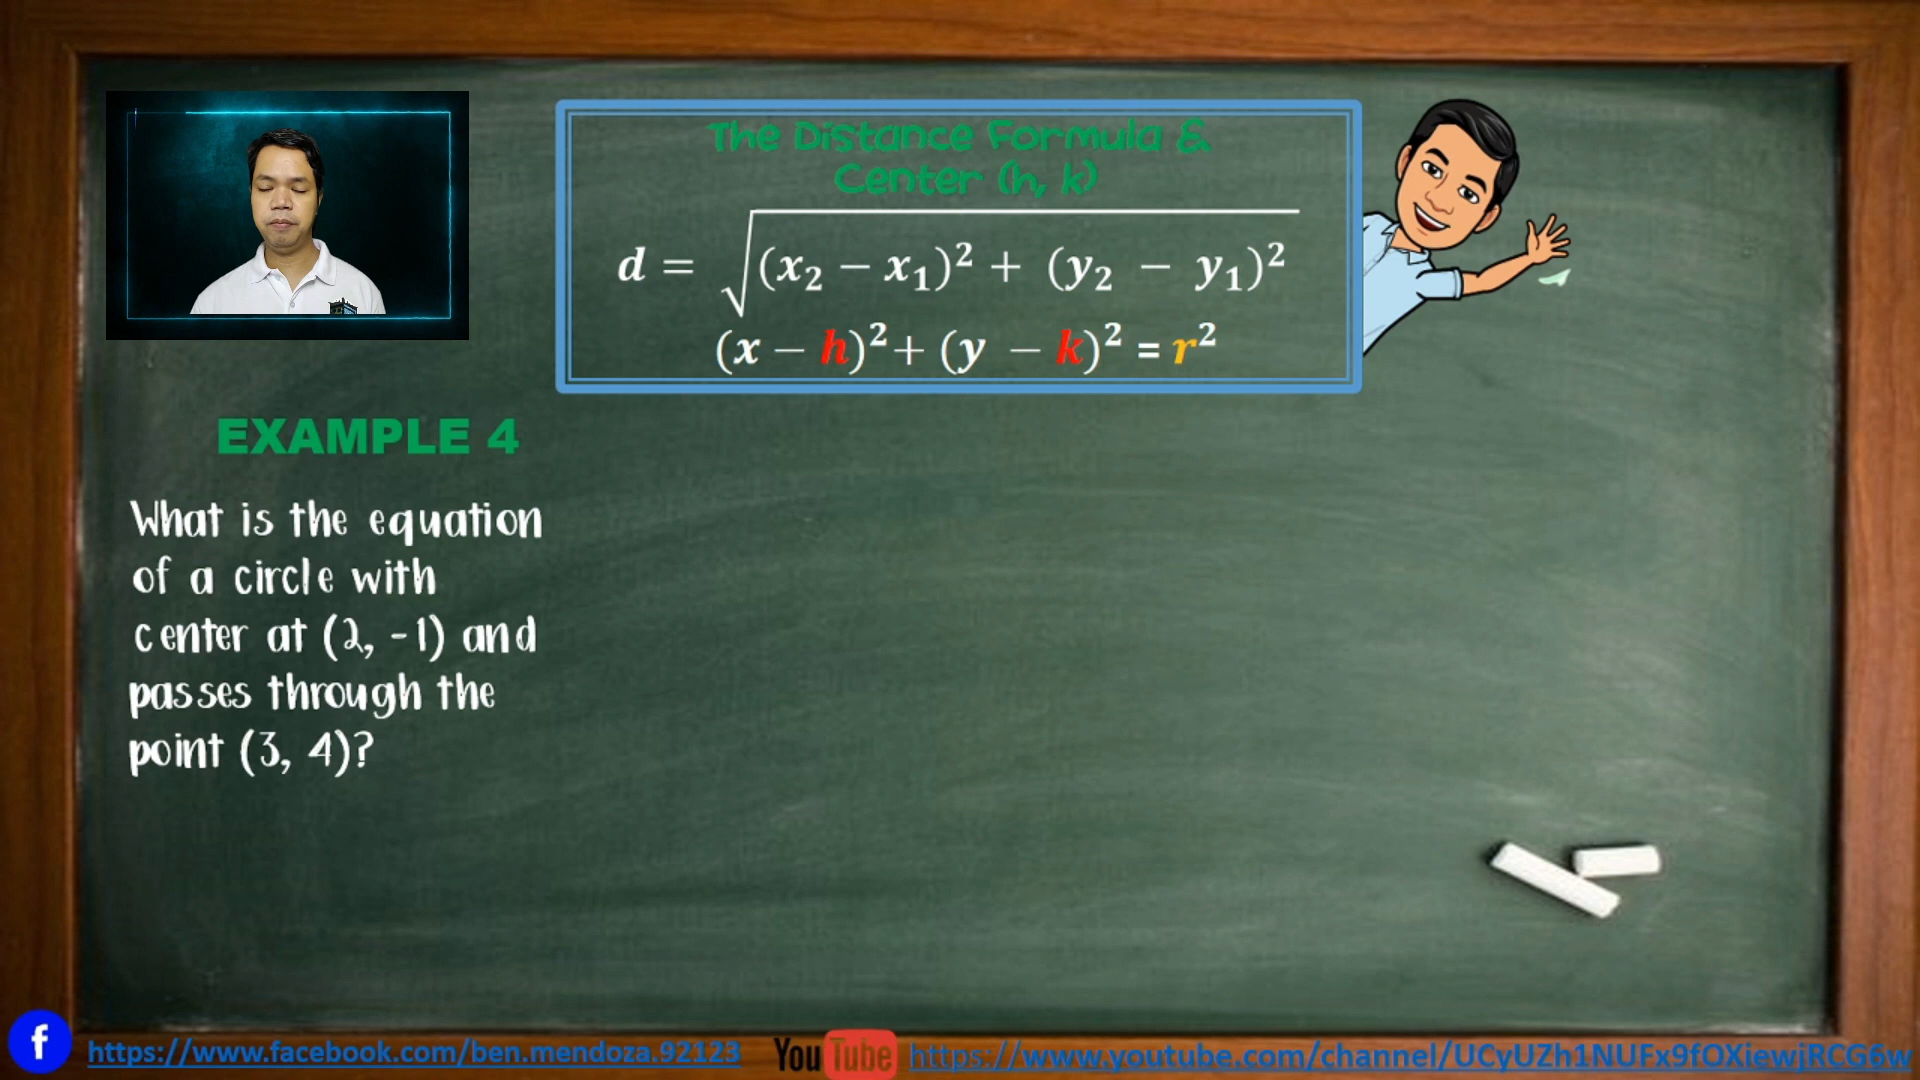 The Distance Formula &
Center (h, k)
d = √(x₂ − x₁)² + (y₂ − y₁)²
(x − h)² + (y − k)² = r²
EXAMPLE 4
What is the equation
of a circle with
center at (2, -1) and
passes through the
point (3, 4)?
f https://www.facebook.com/ben.mendoza.92123 YouTube https://www.youtube.com/channel/UCyUZh1NUFx9fOXiewjRCG6w